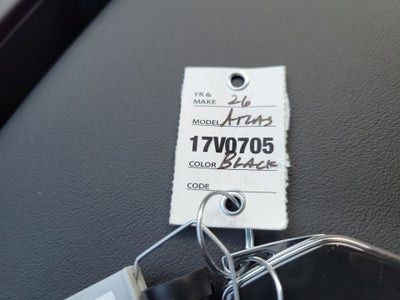 YR &
MAKE 26
MODEL ATLAS
17V0705
COLOR BLACK
CODE